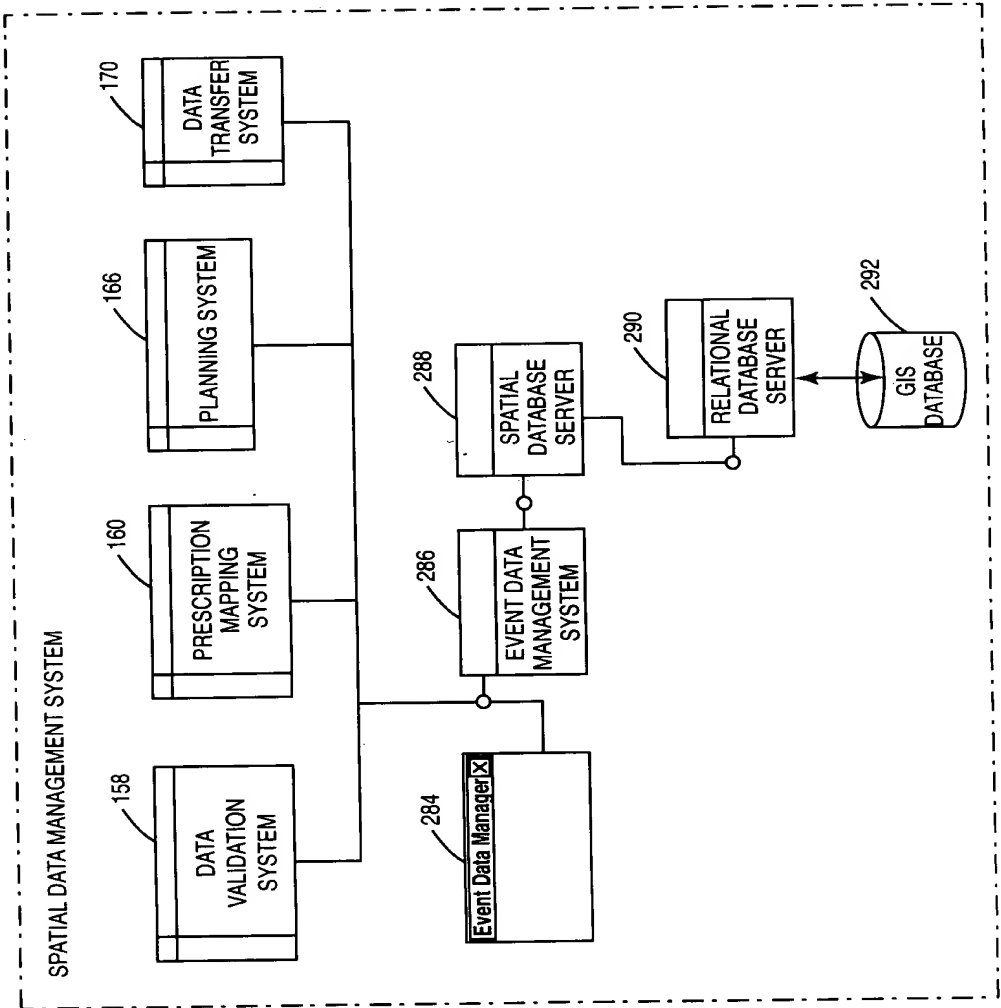 SPATIAL DATA MANAGEMENT SYSTEM
158
DATA
VALIDATION
SYSTEM
160
PRESCRIPTION
MAPPING
SYSTEM
166
PLANNING SYSTEM
170
DATA
TRANSFER
SYSTEM
284
Event Data Manager X
286
EVENT DATA
MANAGEMENT
SYSTEM
288
SPATIAL
DATABASE
SERVER
290
RELATIONAL
DATABASE
SERVER
292
GIS
DATABASE